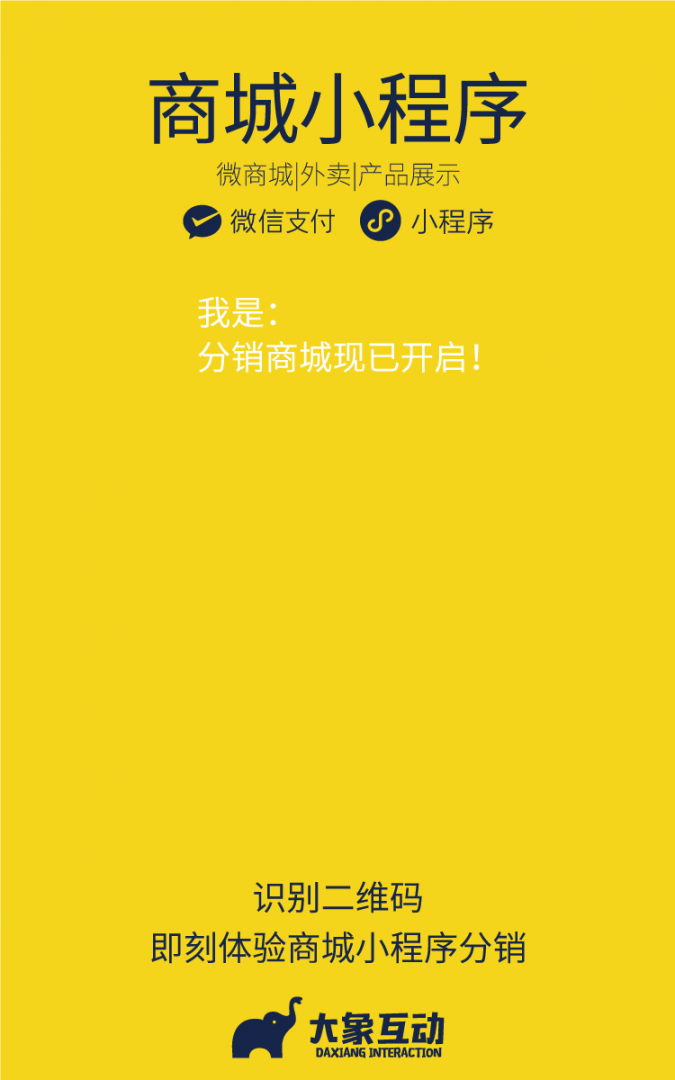 商城小程序
微商城|外卖|产品展示
微信支付 小程序
我是：
分销商城现已开启！
识别二维码
即刻体验商城小程序分销
大象互动
DAXIANG INTERACTION